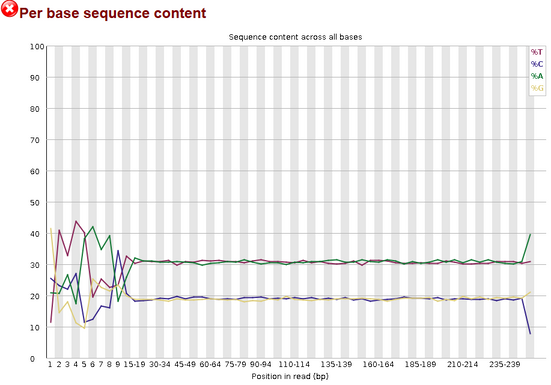 Per base sequence content
Sequence content across all bases
%T
%C
%A
%G
100
90
80
70
60
50
40
30
20
10
0
1 2 3 4 5 6 7 8 9 15-19 30-34 45-49 60-64 75-79 90-94 110-114 135-139 160-164 185-189 210-214 235-239
Position in read (bp)